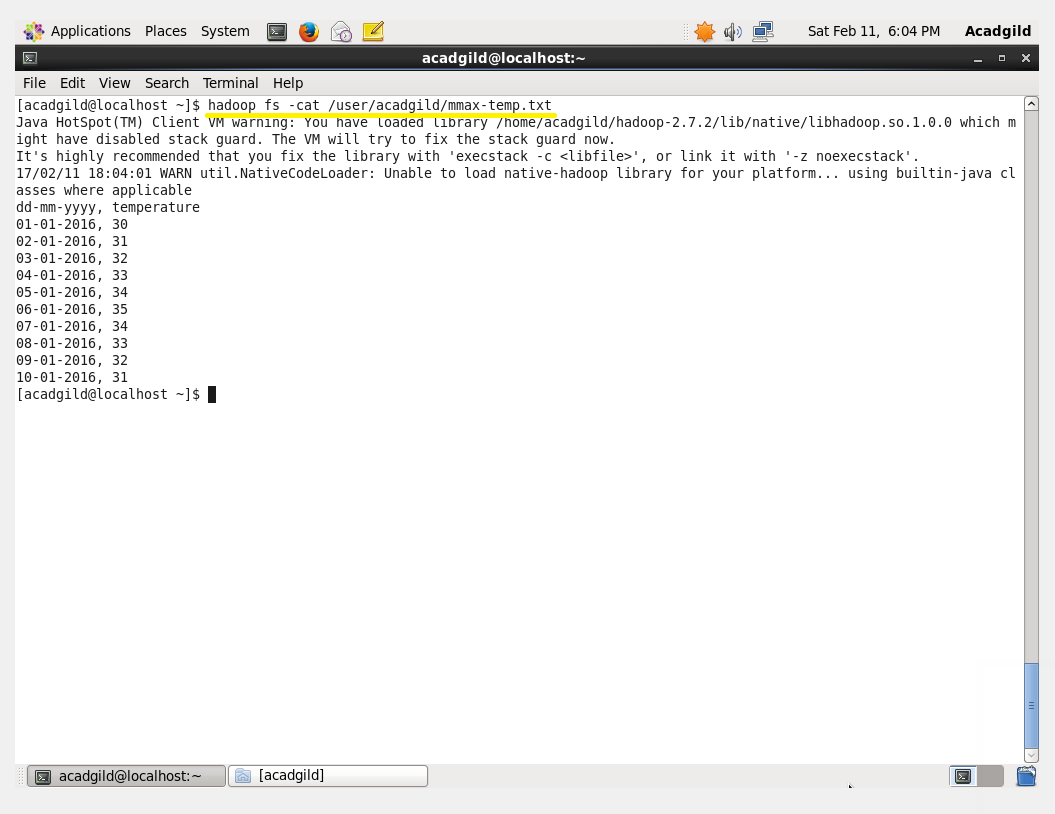 Applications Places System Sat Feb 11, 6:04 PM Acadgild
acadgild@localhost:~
File Edit View Search Terminal Help
[acadgild@localhost ~]$ hadoop fs -cat /user/acadgild/mmax-temp.txt
Java HotSpot(TM) Client VM warning: You have loaded library /home/acadgild/hadoop-2.7.2/lib/native/libhadoop.so.1.0.0 which m
ight have disabled stack guard. The VM will try to fix the stack guard now.
It's highly recommended that you fix the library with 'execstack -c <libfile>', or link it with '-z noexecstack'.
17/02/11 18:04:01 WARN util.NativeCodeLoader: Unable to load native-hadoop library for your platform... using builtin-java cl
asses where applicable
dd-mm-yyyy, temperature
01-01-2016, 30
02-01-2016, 31
03-01-2016, 32
04-01-2016, 33
05-01-2016, 34
06-01-2016, 35
07-01-2016, 34
08-01-2016, 33
09-01-2016, 32
10-01-2016, 31
[acadgild@localhost ~]$
acadgild@localhost:~ [acadgild]